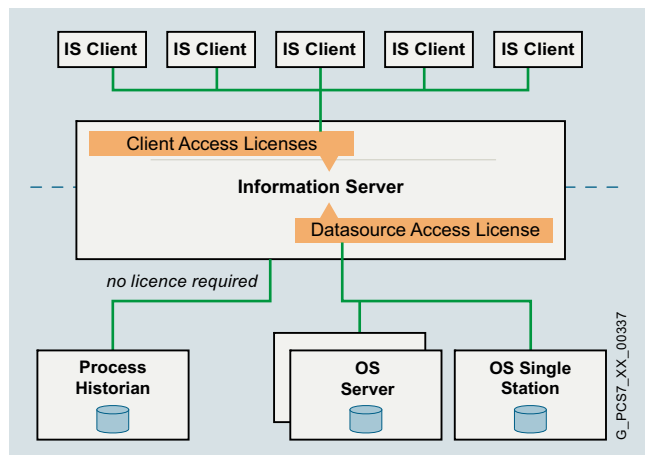 IS Client IS Client IS Client IS Client IS Client
Client Access Licenses
Information Server
Datasource Access License
no licence required
Process
Historian
OS
Server
OS Single
Station
G_PCS7_XX_00337